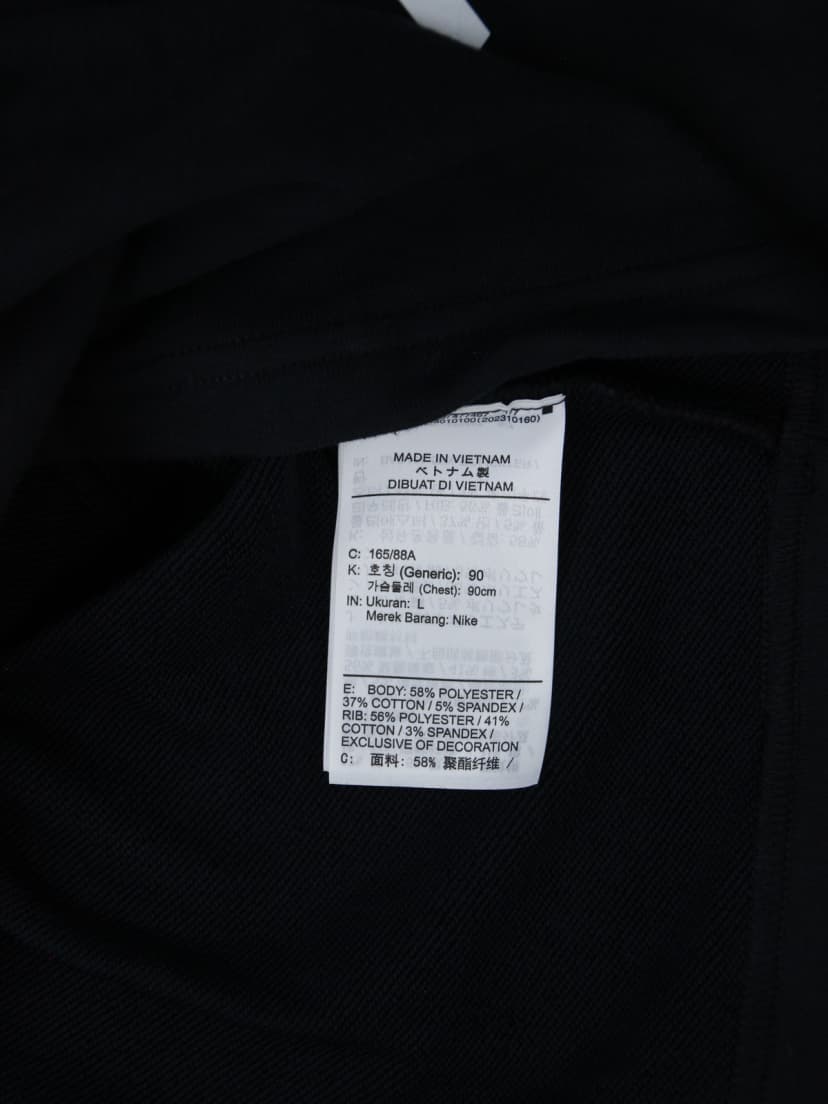 010100(202310160)
MADE IN VIETNAM
ベトナム製
DIBUAT DI VIETNAM
C: 165/88A
K: 호칭 (Generic): 90
가슴둘레 (Chest): 90cm
IN: Ukuran: L
Merek Barang: Nike
E: BODY: 58% POLYESTER /
37% COTTON / 5% SPANDEX /
RIB: 56% POLYESTER / 41%
COTTON / 3% SPANDEX /
EXCLUSIVE OF DECORATION
C: 面料: 58% 聚酯纤维 /